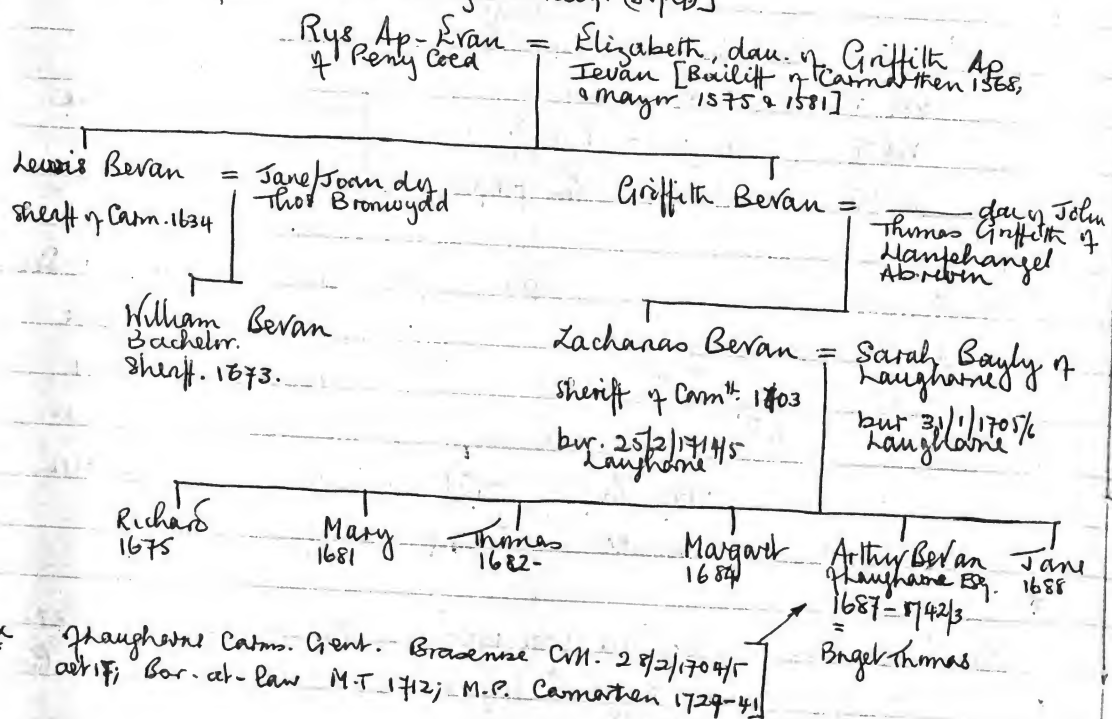 Rys Ap-Evan = Elizabeth, dau. of Griffith Ap
of Peny Coed
Ievan [Bailiff of Carmarthen 1568,
& mayor 1575 & 1581]
Lewis Bevan = Jane/Joan dy
Thos Bronwydd
Sheriff of Carm. 1634
Griffith Bevan = ——— dau of John
Thomas Griffith of
Llanfehangel
William Bevan
Bachelor.
Sheriff. 1673.
Zacharias Bevan = Sarah Bayly of
Laugharne
sheriff of Carmth. 1703
bur. 25/2/1714/5
Laugharne
bur 31/1/1705/6
Laugharne
Richard
1675
Mary
1681
Thomas
1682-
Margaret
1684
Arthur Bevan
of Laugharne Esq.
1687 - 1742/3
=
Briget Thomas
Jane
1688
of Laugharne Carms. Gent. Brasenose Coll. 28/2/1704/5
aet 17; Bar-at-law M.T 1712; M.P. Carmarthen 1729-41]